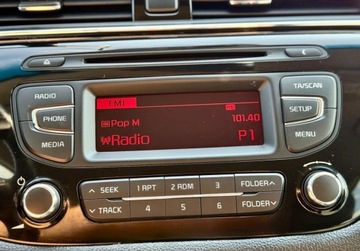 RADIO
PHONE
MEDIA
FM1
Pop M
101.40
Radio
P1
TA/SCAN
SETUP
MENU
SEEK
TRACK
1 RPT
2 RDM
3
FOLDER
4
5
6
FOLDER